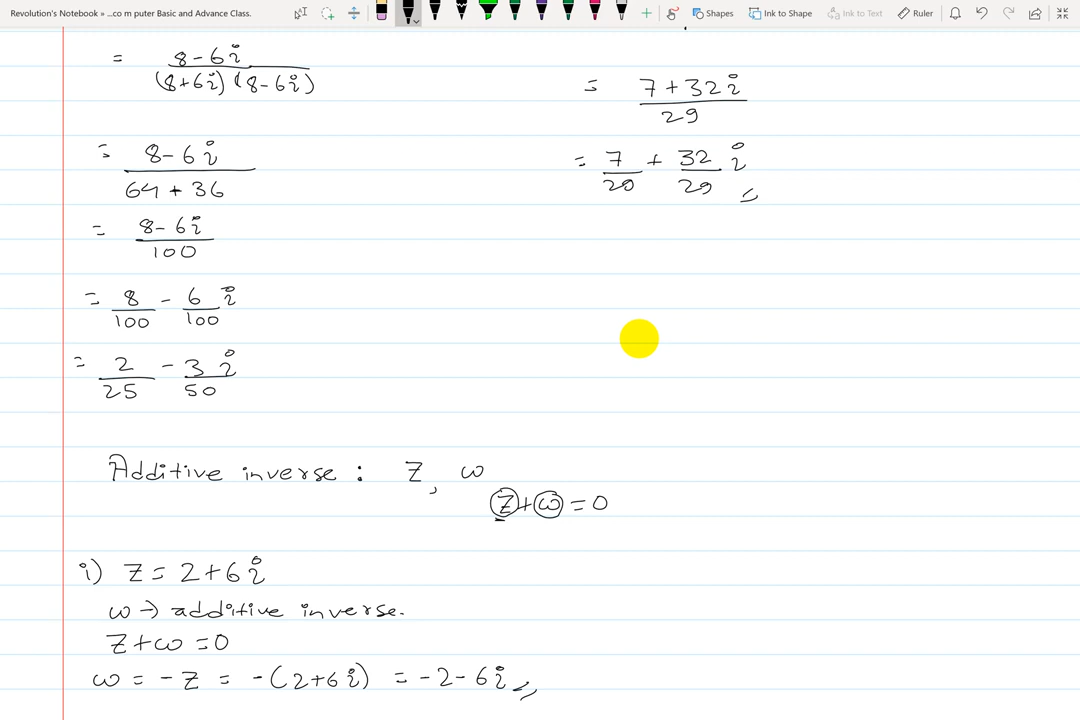 Revolution's Notebook » ...co m puter Basic and Advance Class.
Shapes
Ink to Shape
Ink to Text
Ruler
= 8-6i / (8+6i)(8-6i)
= 8-6i / 64+36
= 8-6i / 100
= 8/100 - 6/100 i
= 2/25 - 3/50 i
= 7+32i / 29
= 7/29 + 32/29 i
Additive inverse : Z, ω
Z+ω=0
i) Z=2+6i
ω → additive inverse.
Z+ω=0
ω = -Z = -(2+6i) = -2-6i